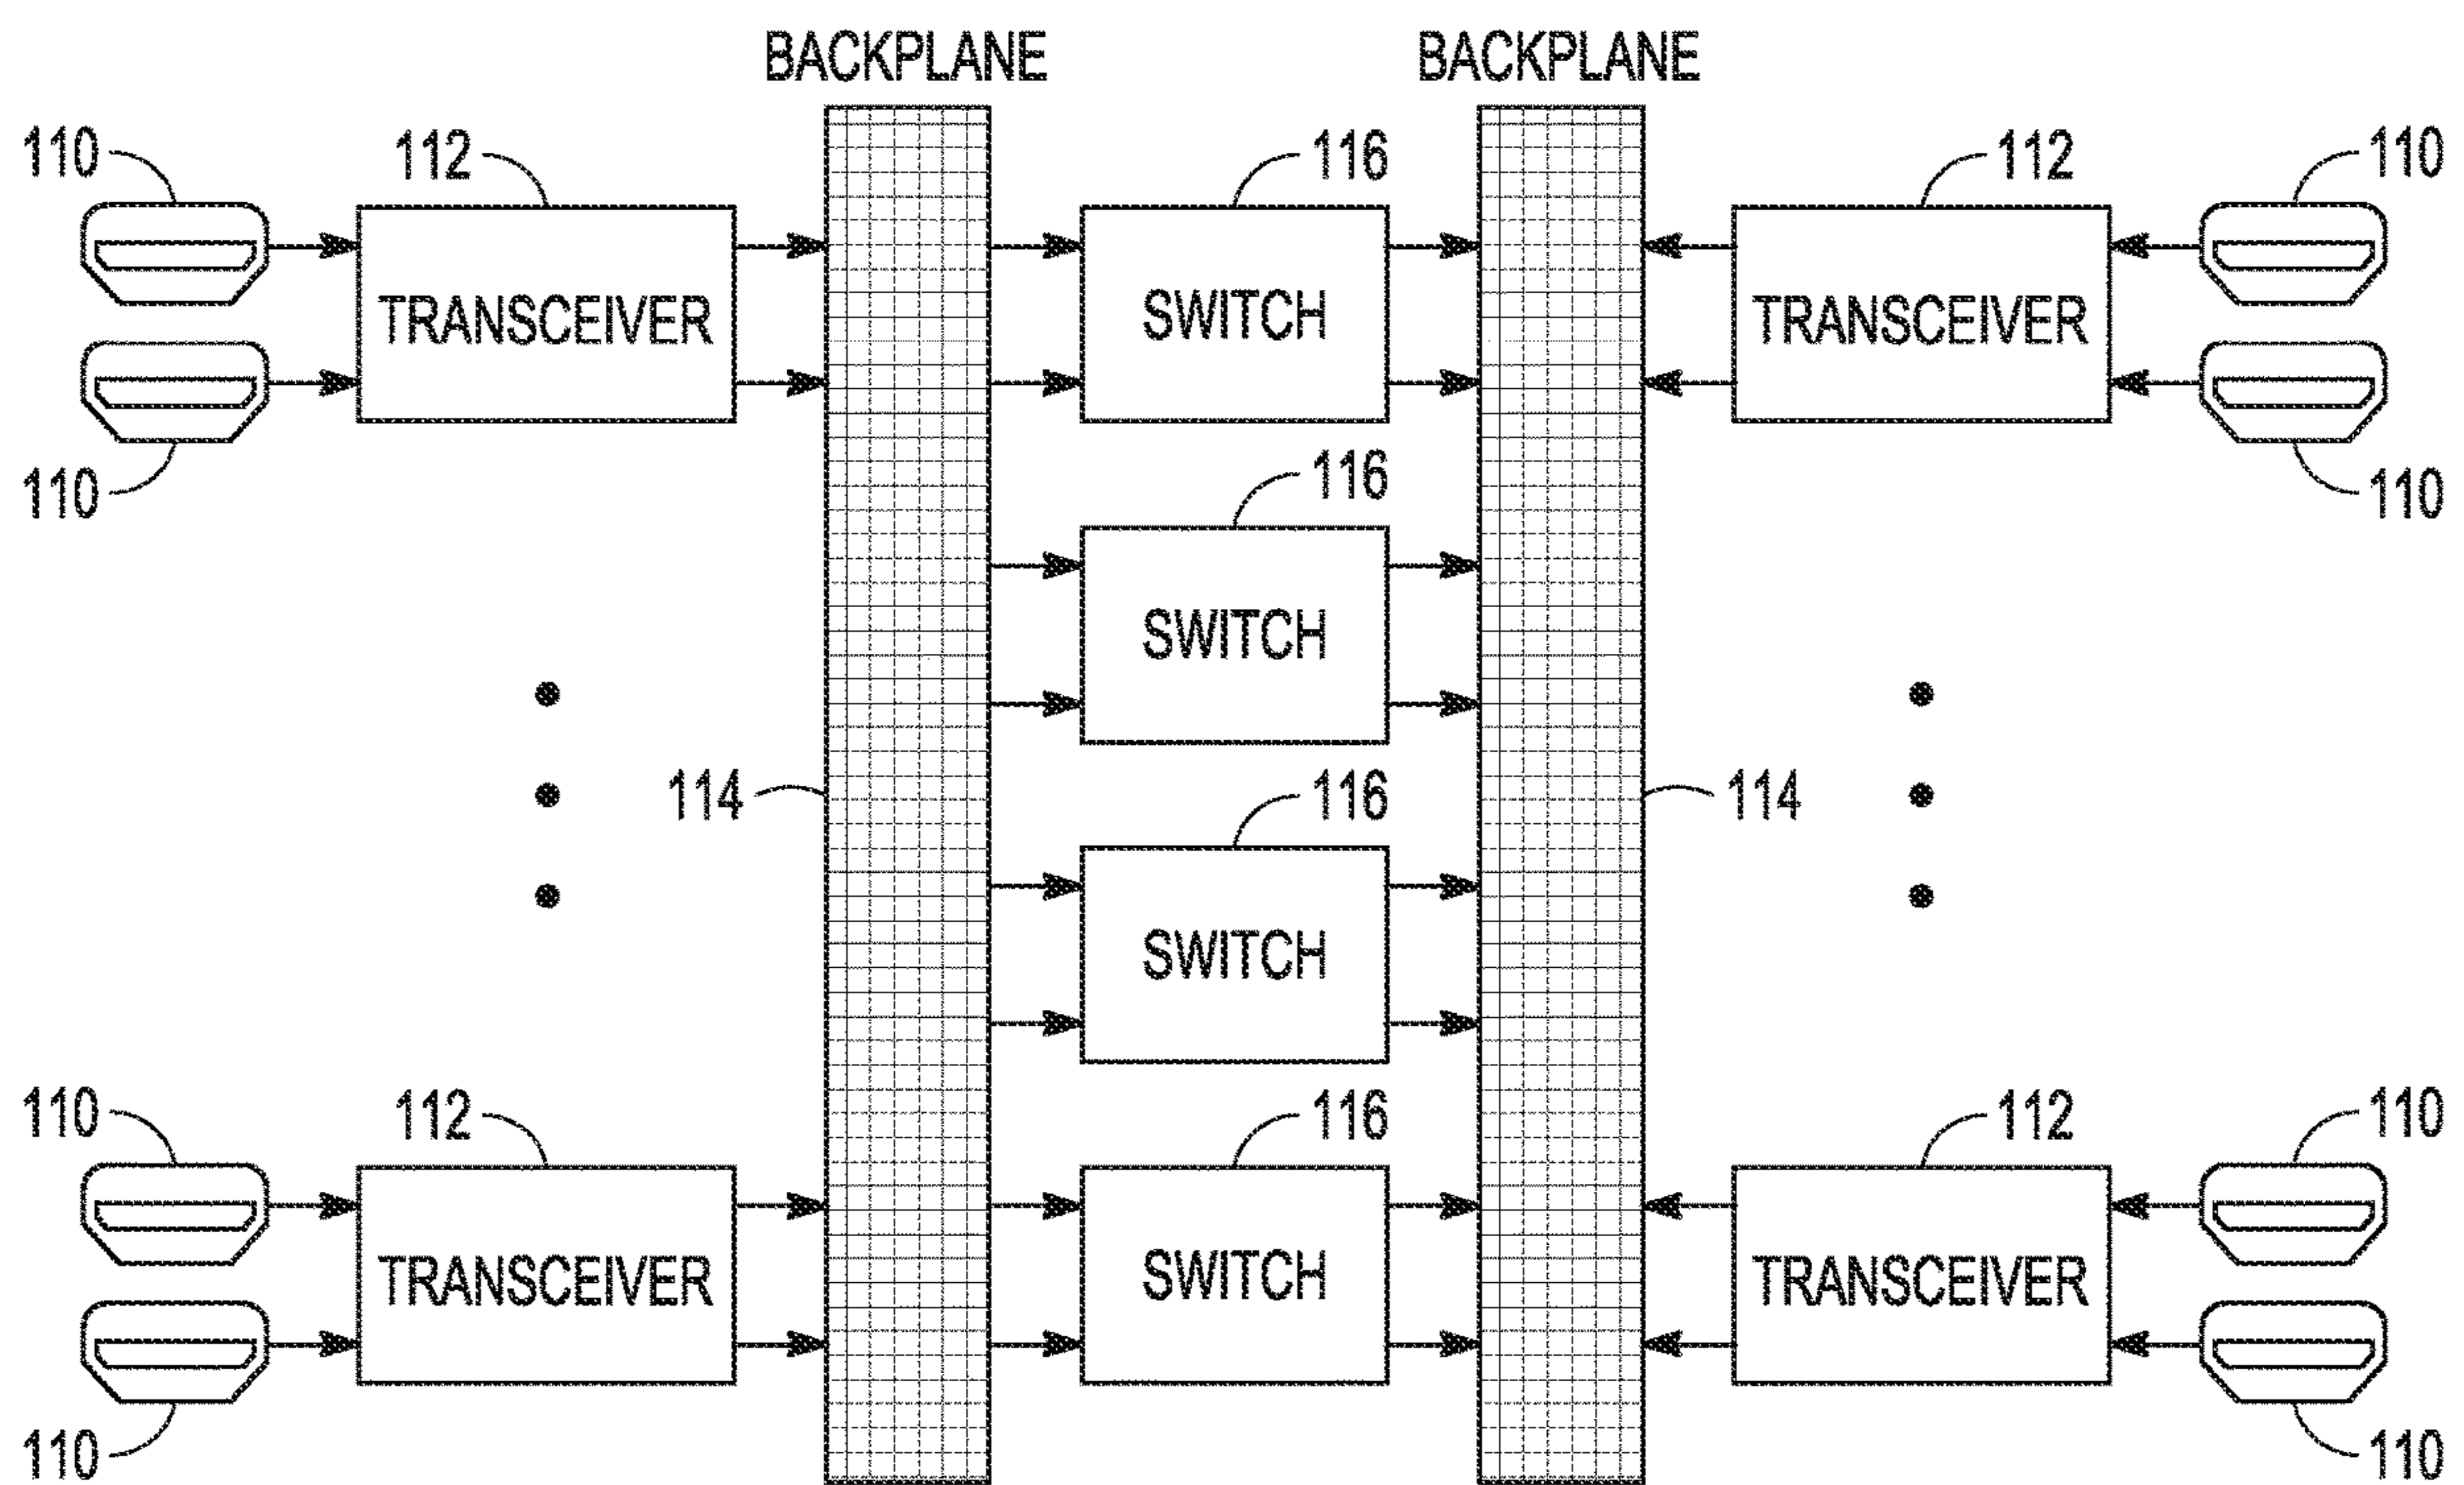 BACKPLANE BACKPLANE
110 112 116 112 110
TRANSCEIVER SWITCH TRANSCEIVER
110 116 110
SWITCH
114 116 114
SWITCH
110 112 116 112 110
TRANSCEIVER SWITCH TRANSCEIVER
110 110